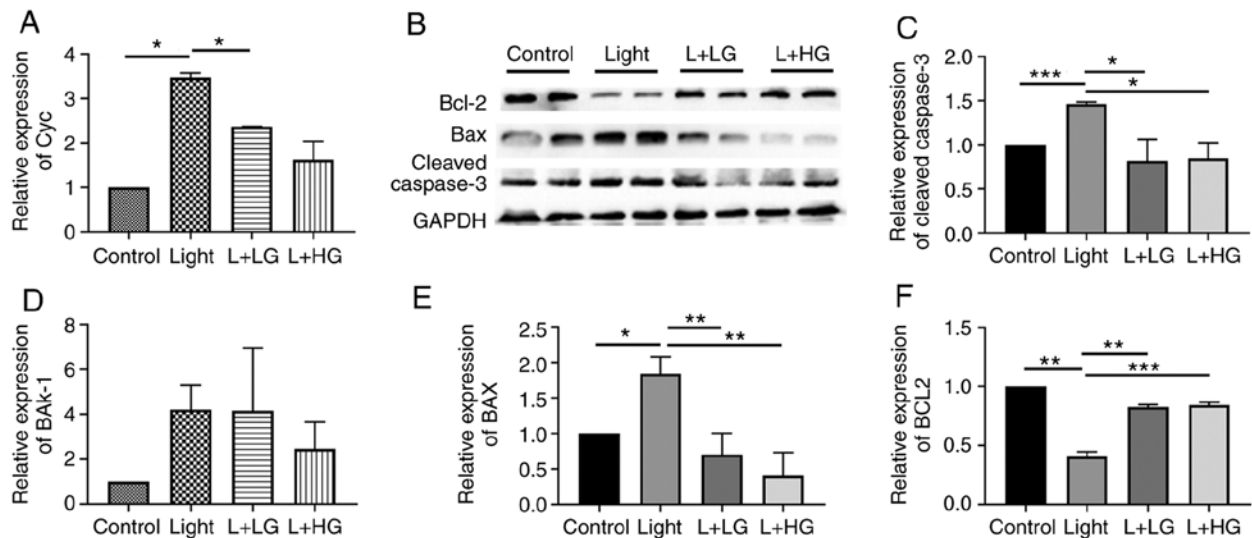 A
Relative expression
of Cyc
4
3
2
1
0
* *
Control Light L+LG L+HG
B
Control Light L+LG L+HG
Bcl-2
Bax
Cleaved
caspase-3
GAPDH
C
Relative expression
of cleaved caspase-3
2.0
1.5
1.0
0.5
0.0
*** *
*
Control Light L+LG L+HG
D
Relative expression
of BAk-1
8
6
4
2
0
Control Light L+LG L+HG
E
Relative expression
of BAX
2.5
2.0
1.5
1.0
0.5
0.0
* **
**
Control Light L+LG L+HG
F
Relative expression
of BCL2
1.5
1.0
0.5
0.0
** **
***
Control Light L+LG L+HG